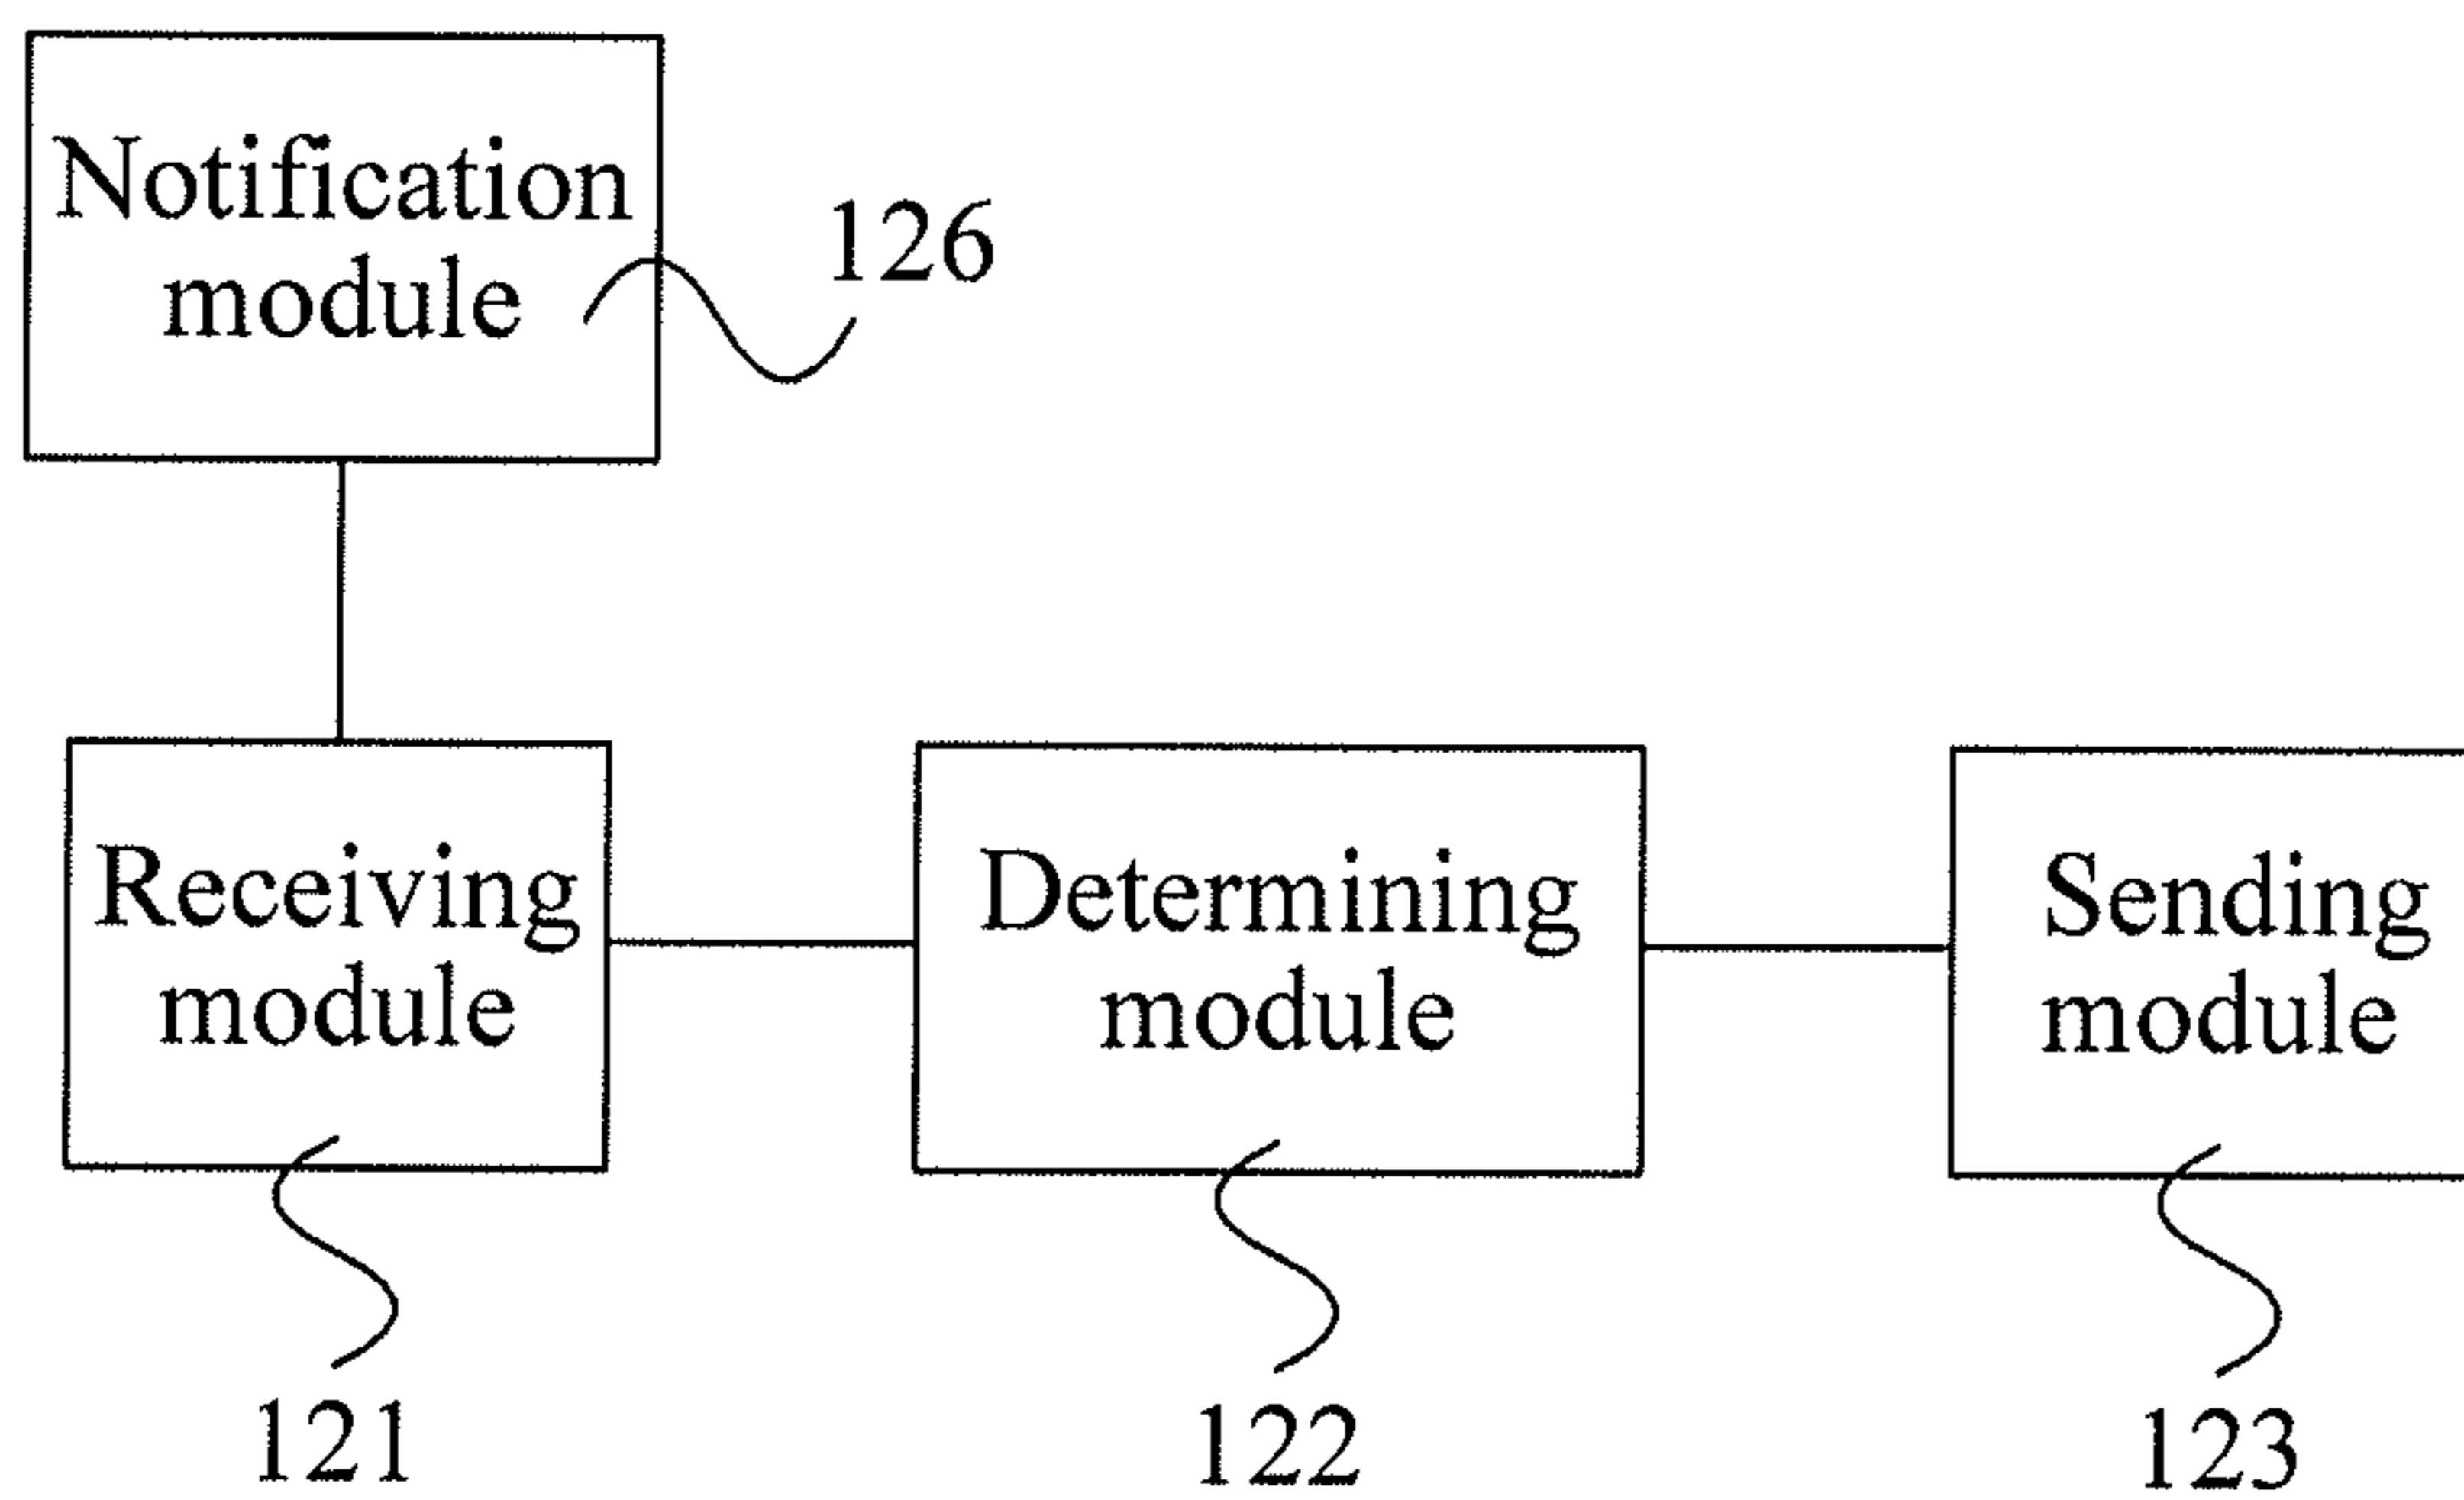 Notification
module
126
Receiving
module
Determining
module
Sending
module
121
122
123